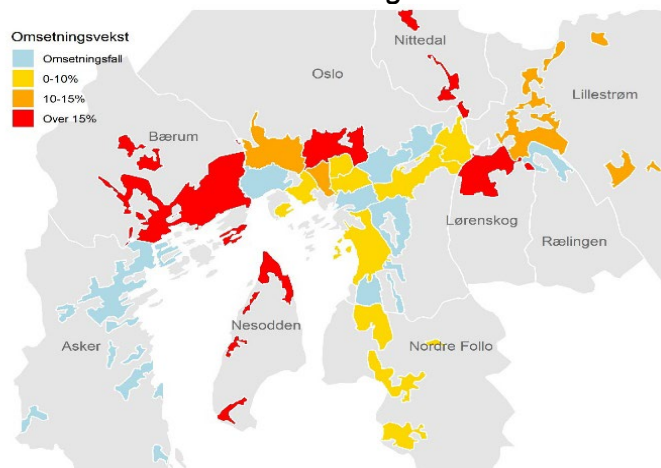 Omsetningsvekst
Omsetningsfall
0-10%
10-15%
Over 15%
Nittedal
Oslo
Lillestrøm
Bærum
Lørenskog
Rælingen
Nesodden
Asker
Nordre Follo